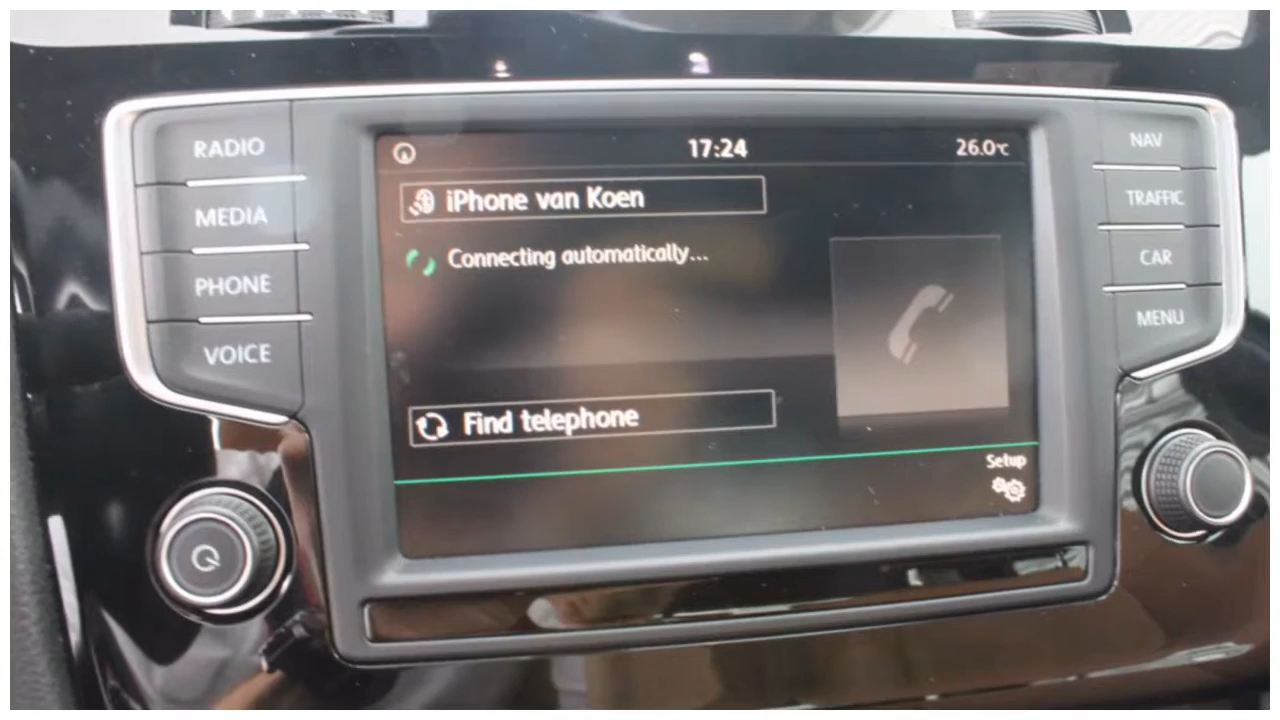 RADIO
MEDIA
PHONE
VOICE
17:24
26.0°C
iPhone van Koen
Connecting automatically...
Find telephone
Setup
NAV
TRAFFIC
CAR
MENU